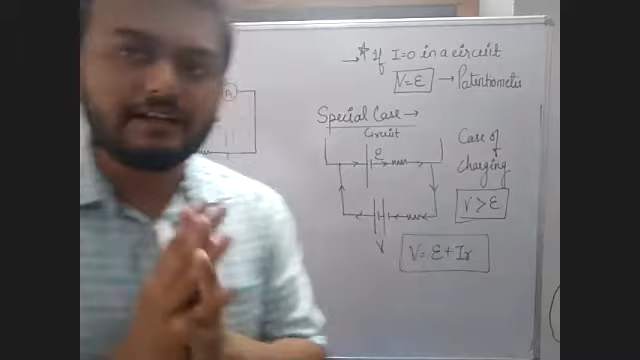 A
→ * If I=0 in a circuit
V=ε → Potentiometer
Special Case →
Circuit
ε
Case of
charging
V > ε
V
V = ε + Ir